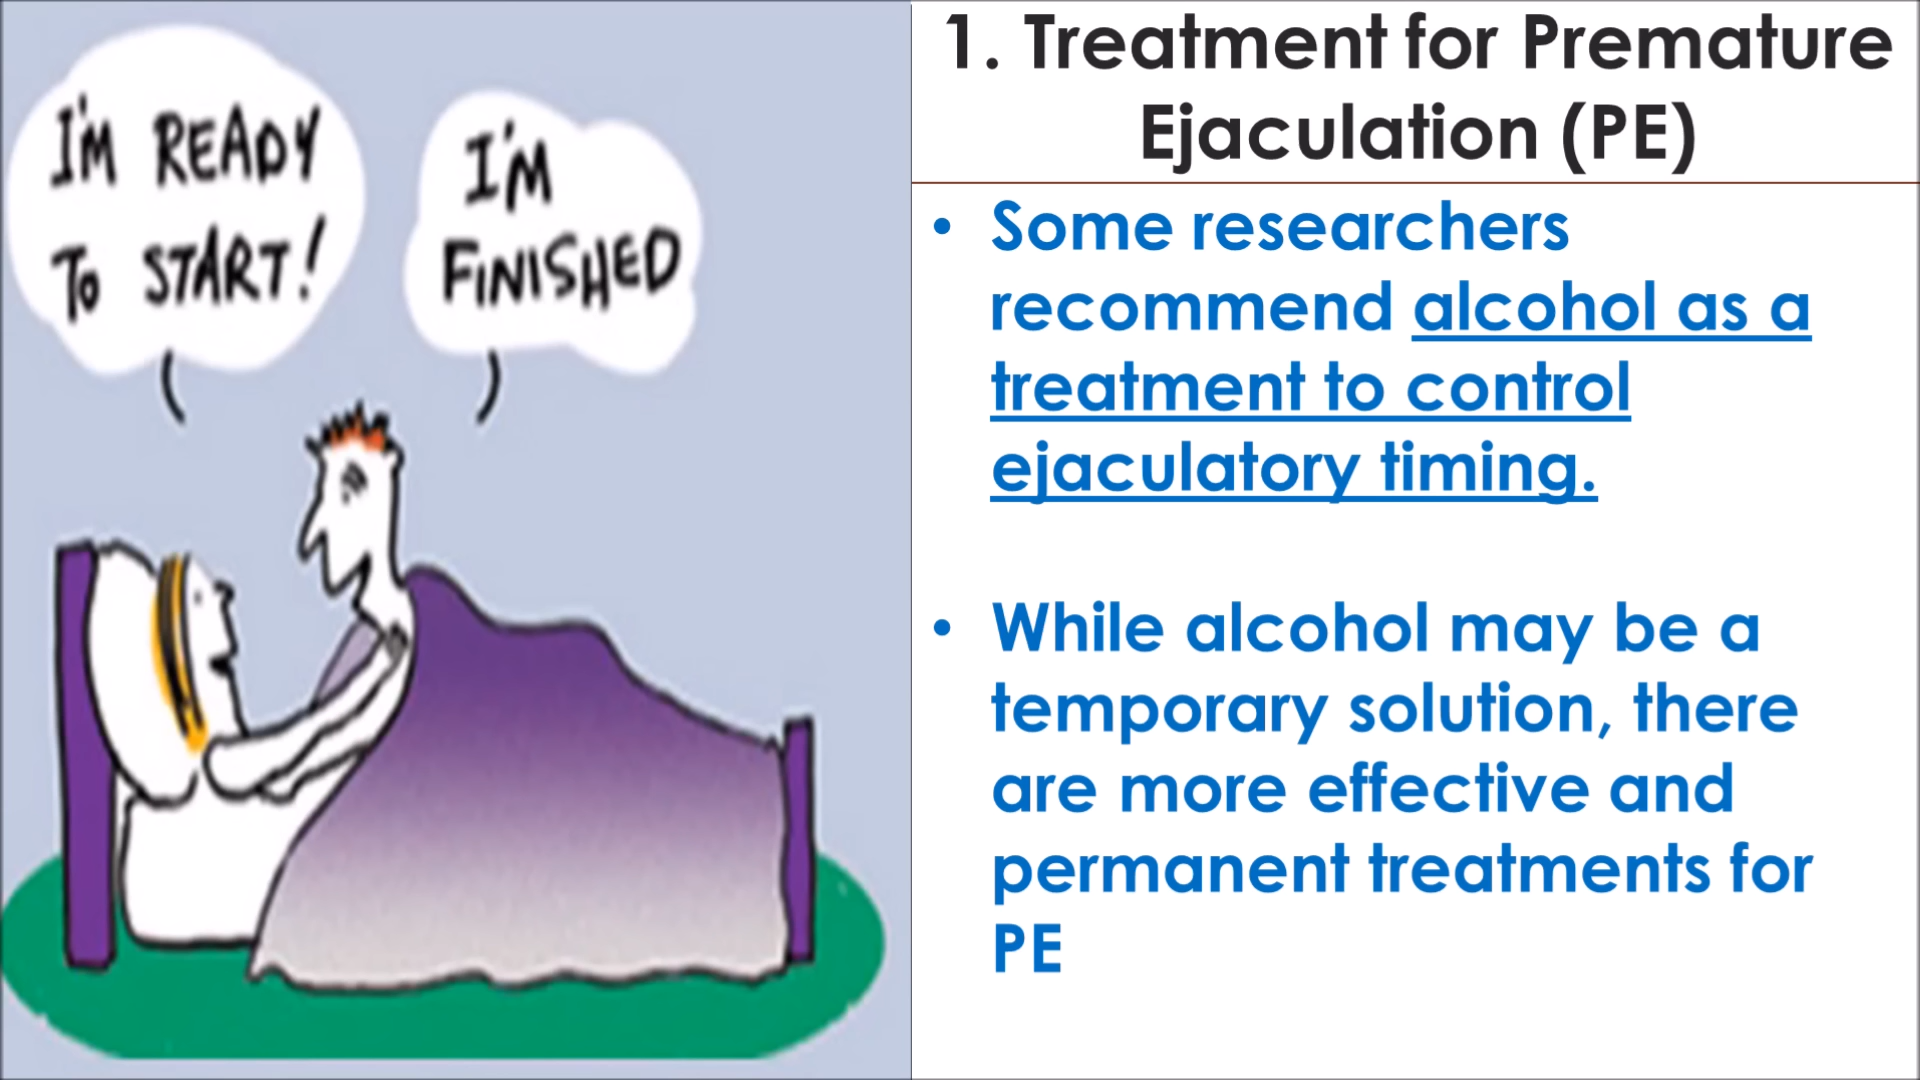 I'M READY
TO START!
I'M
FINISHED
1. Treatment for Premature
Ejaculation (PE)
• Some researchers
recommend alcohol as a
treatment to control
ejaculatory timing.
• While alcohol may be a
temporary solution, there
are more effective and
permanent treatments for
PE